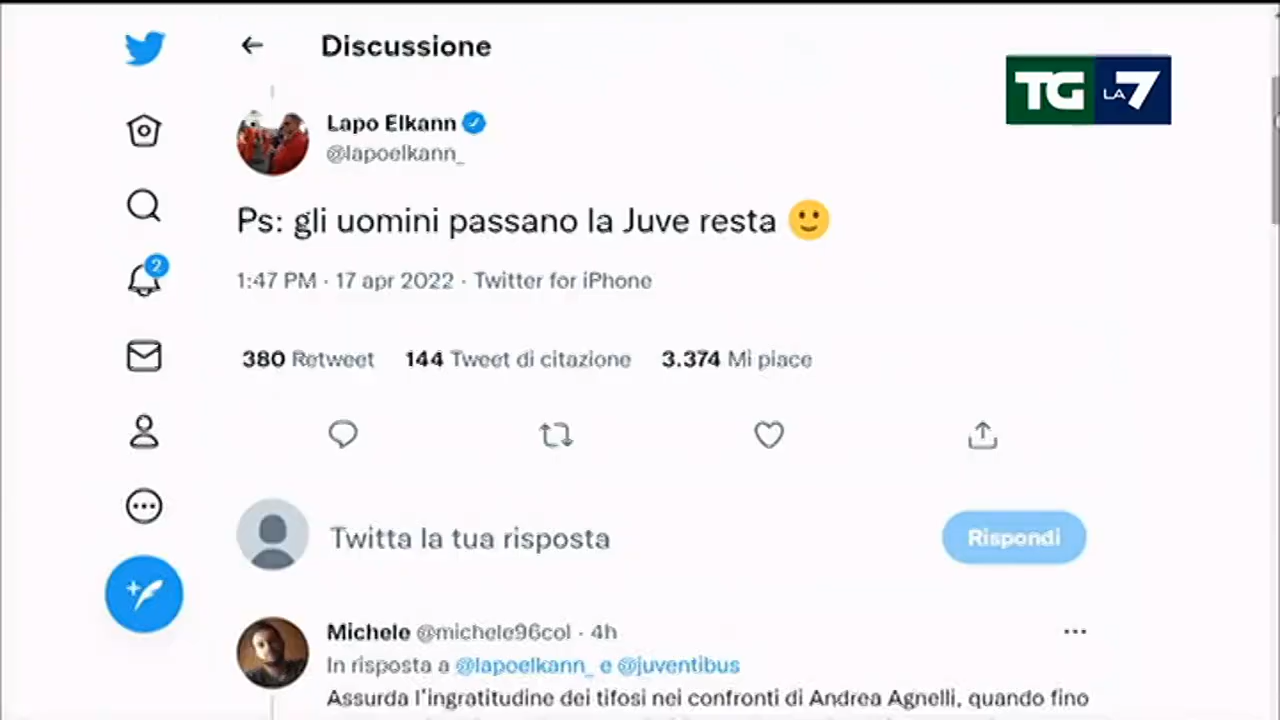 Discussione
TG LA7
Lapo Elkann
@lapoelkann_
Ps: gli uomini passano la Juve resta 🙂
1:47 PM · 17 apr 2022 · Twitter for iPhone
2
380 Retweet 144 Tweet di citazione 3.374 Mi piace
Twitta la tua risposta
Rispondi
Michele @michele96col · 4h
In risposta a @lapoelkann_ e @juventibus
Assurda l'ingratitudine dei tifosi nei confronti di Andrea Agnelli, quando fino